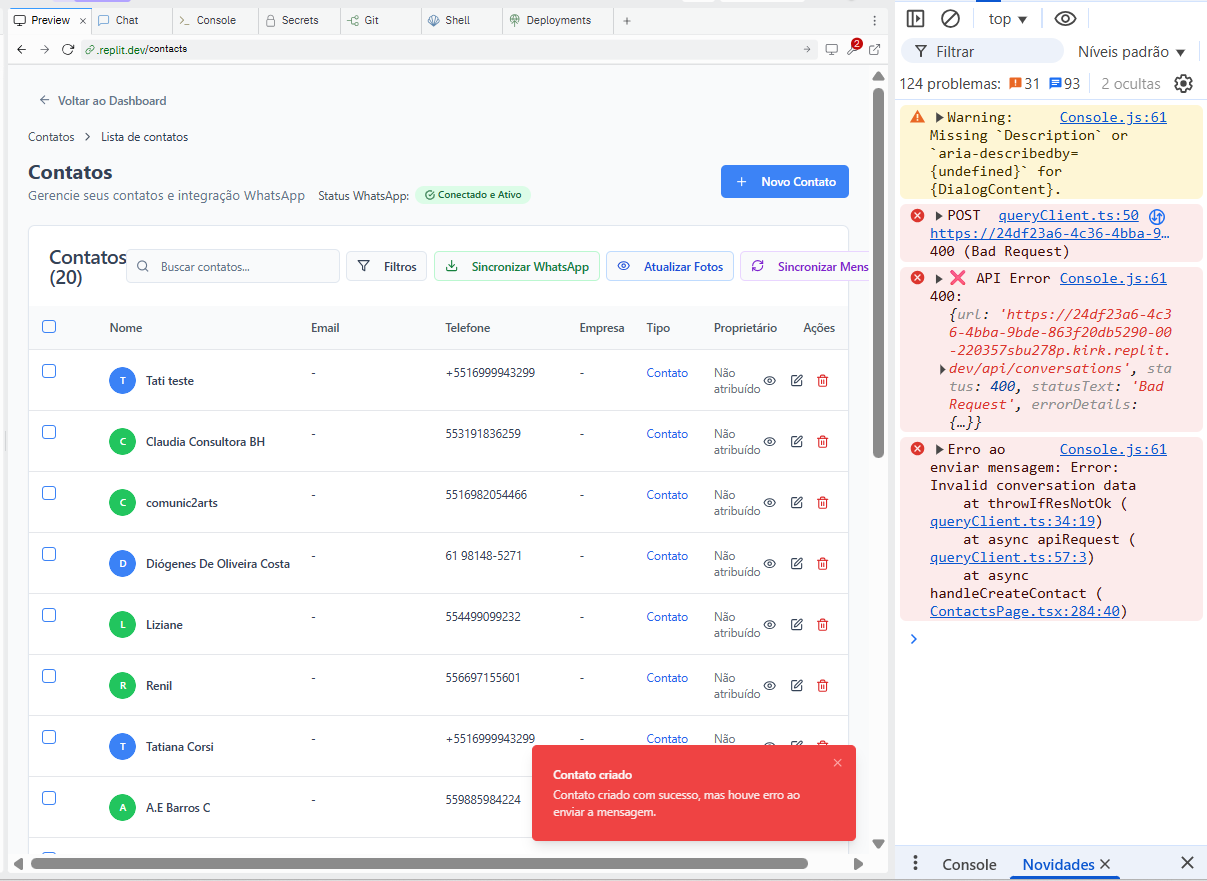 Preview
Chat
Console
Secrets
Git
Shell
Deployments
.replit.dev/contacts
2
Voltar ao Dashboard
Contatos > Lista de contatos
Contatos
Gerencie seus contatos e integração WhatsApp
Status WhatsApp:
Conectado e Ativo
+ Novo Contato
Contatos
(20)
Buscar contatos...
Filtros
Sincronizar WhatsApp
Atualizar Fotos
Sincronizar Mens
Nome Email Telefone Empresa Tipo Proprietário Ações
T Tati teste - +5516999943299 - Contato Não
atribuído
C Claudia Consultora BH - 553191836259 - Contato Não
atribuído
C comunic2arts - 5516982054466 - Contato Não
atribuído
D Diógenes De Oliveira Costa - 61 98148-5271 - Contato Não
atribuído
L Liziane - 554499099232 - Contato Não
atribuído
R Renil - 556697155601 - Contato Não
atribuído
T Tatiana Corsi - +5516999943299 - Contato Não
A A.E Barros C - 559885984224
Contato criado
Contato criado com sucesso, mas houve erro ao
enviar a mensagem.
top
Filtrar
Níveis padrão
124 problemas: 31 93 2 ocultas
Warning: Console.js:61
Missing `Description` or
`aria-describedby=
{undefined}` for
{DialogContent}.
POST queryClient.ts:50
https://24df23a6-4c36-4bba-9…
400 (Bad Request)
❌ API Error Console.js:61
400:
{url: 'https://24df23a6-4c3
6-4bba-9bde-863f20db5290-00
-220357sbu278p.kirk.replit.
dev/api/conversations', sta
tus: 400, statusText: 'Bad
Request', errorDetails:
{…}}
Erro ao Console.js:61
enviar mensagem: Error:
Invalid conversation data
at throwIfResNotOk (
queryClient.ts:34:19)
at async apiRequest (
queryClient.ts:57:3)
at async
handleCreateContact (
ContactsPage.tsx:284:40)
Console
Novidades